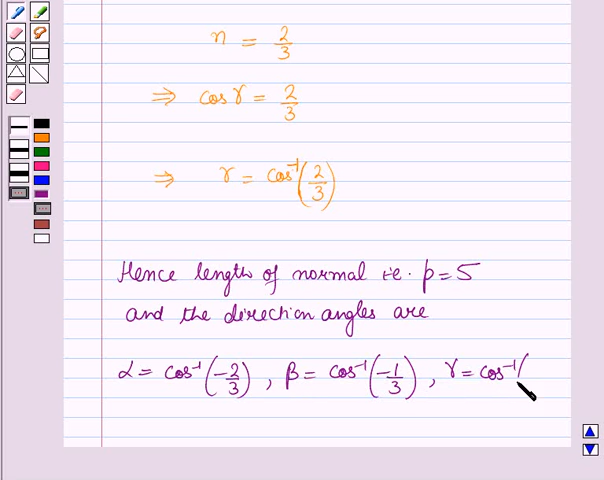 n = 2/3
⇒ cos γ = 2/3
⇒ γ = cos⁻¹(2/3)
Hence length of normal i.e. p = 5
and the direction angles are
α = cos⁻¹(-2/3), β = cos⁻¹(-1/3), γ = cos⁻¹(